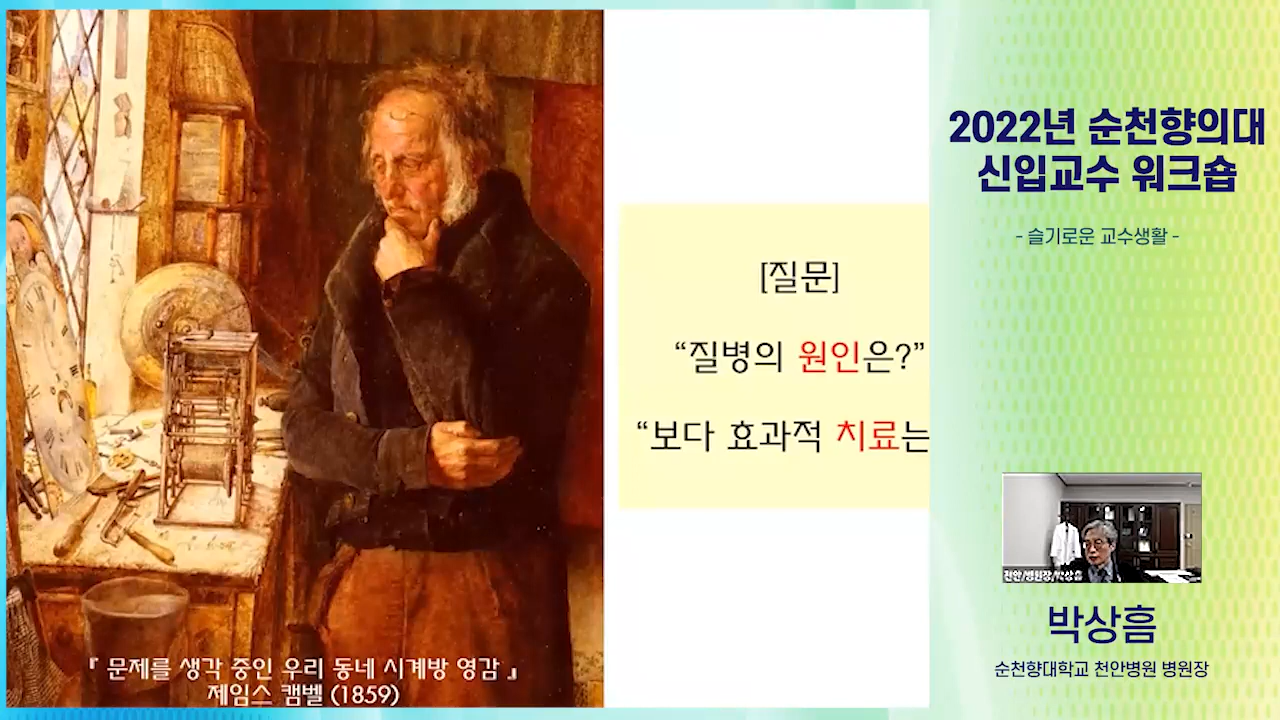 『 문제를 생각 중인 우리 동네 시계방 영감 』
제임스 캠벨 (1859)
[질문]
“질병의 원인은?”
“보다 효과적 치료는
2022년 순천향의대
신입교수 워크숍
- 슬기로운 교수생활 -
천안/병원장/박상흠
박상흠
순천향대학교 천안병원 병원장